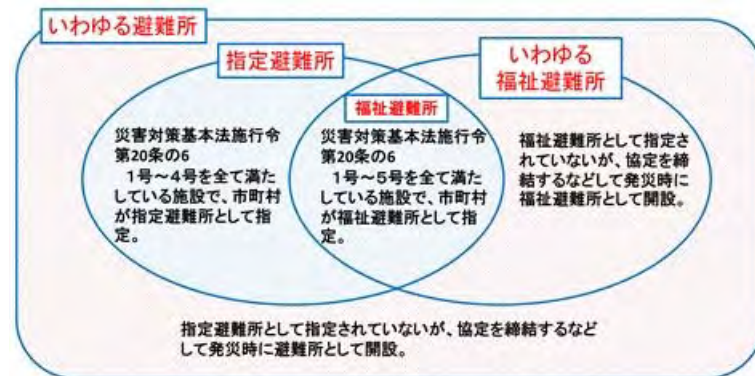 いわゆる避難所
指定避難所
災害対策基本法施行令
第20条の6
1号～4号を全て満た
している施設で、市町村
が指定避難所として指
定。
福祉避難所
災害対策基本法施行令
第20条の6
1号～5号を全て満た
している施設で、市町村
が福祉避難所として指
定。
いわゆる
福祉避難所
福祉避難所として指定さ
れていないが、協定を締
結するなどして発災時に
福祉避難所として開設。
指定避難所として指定されていないが、協定を締結するなど
して発災時に避難所として開設。